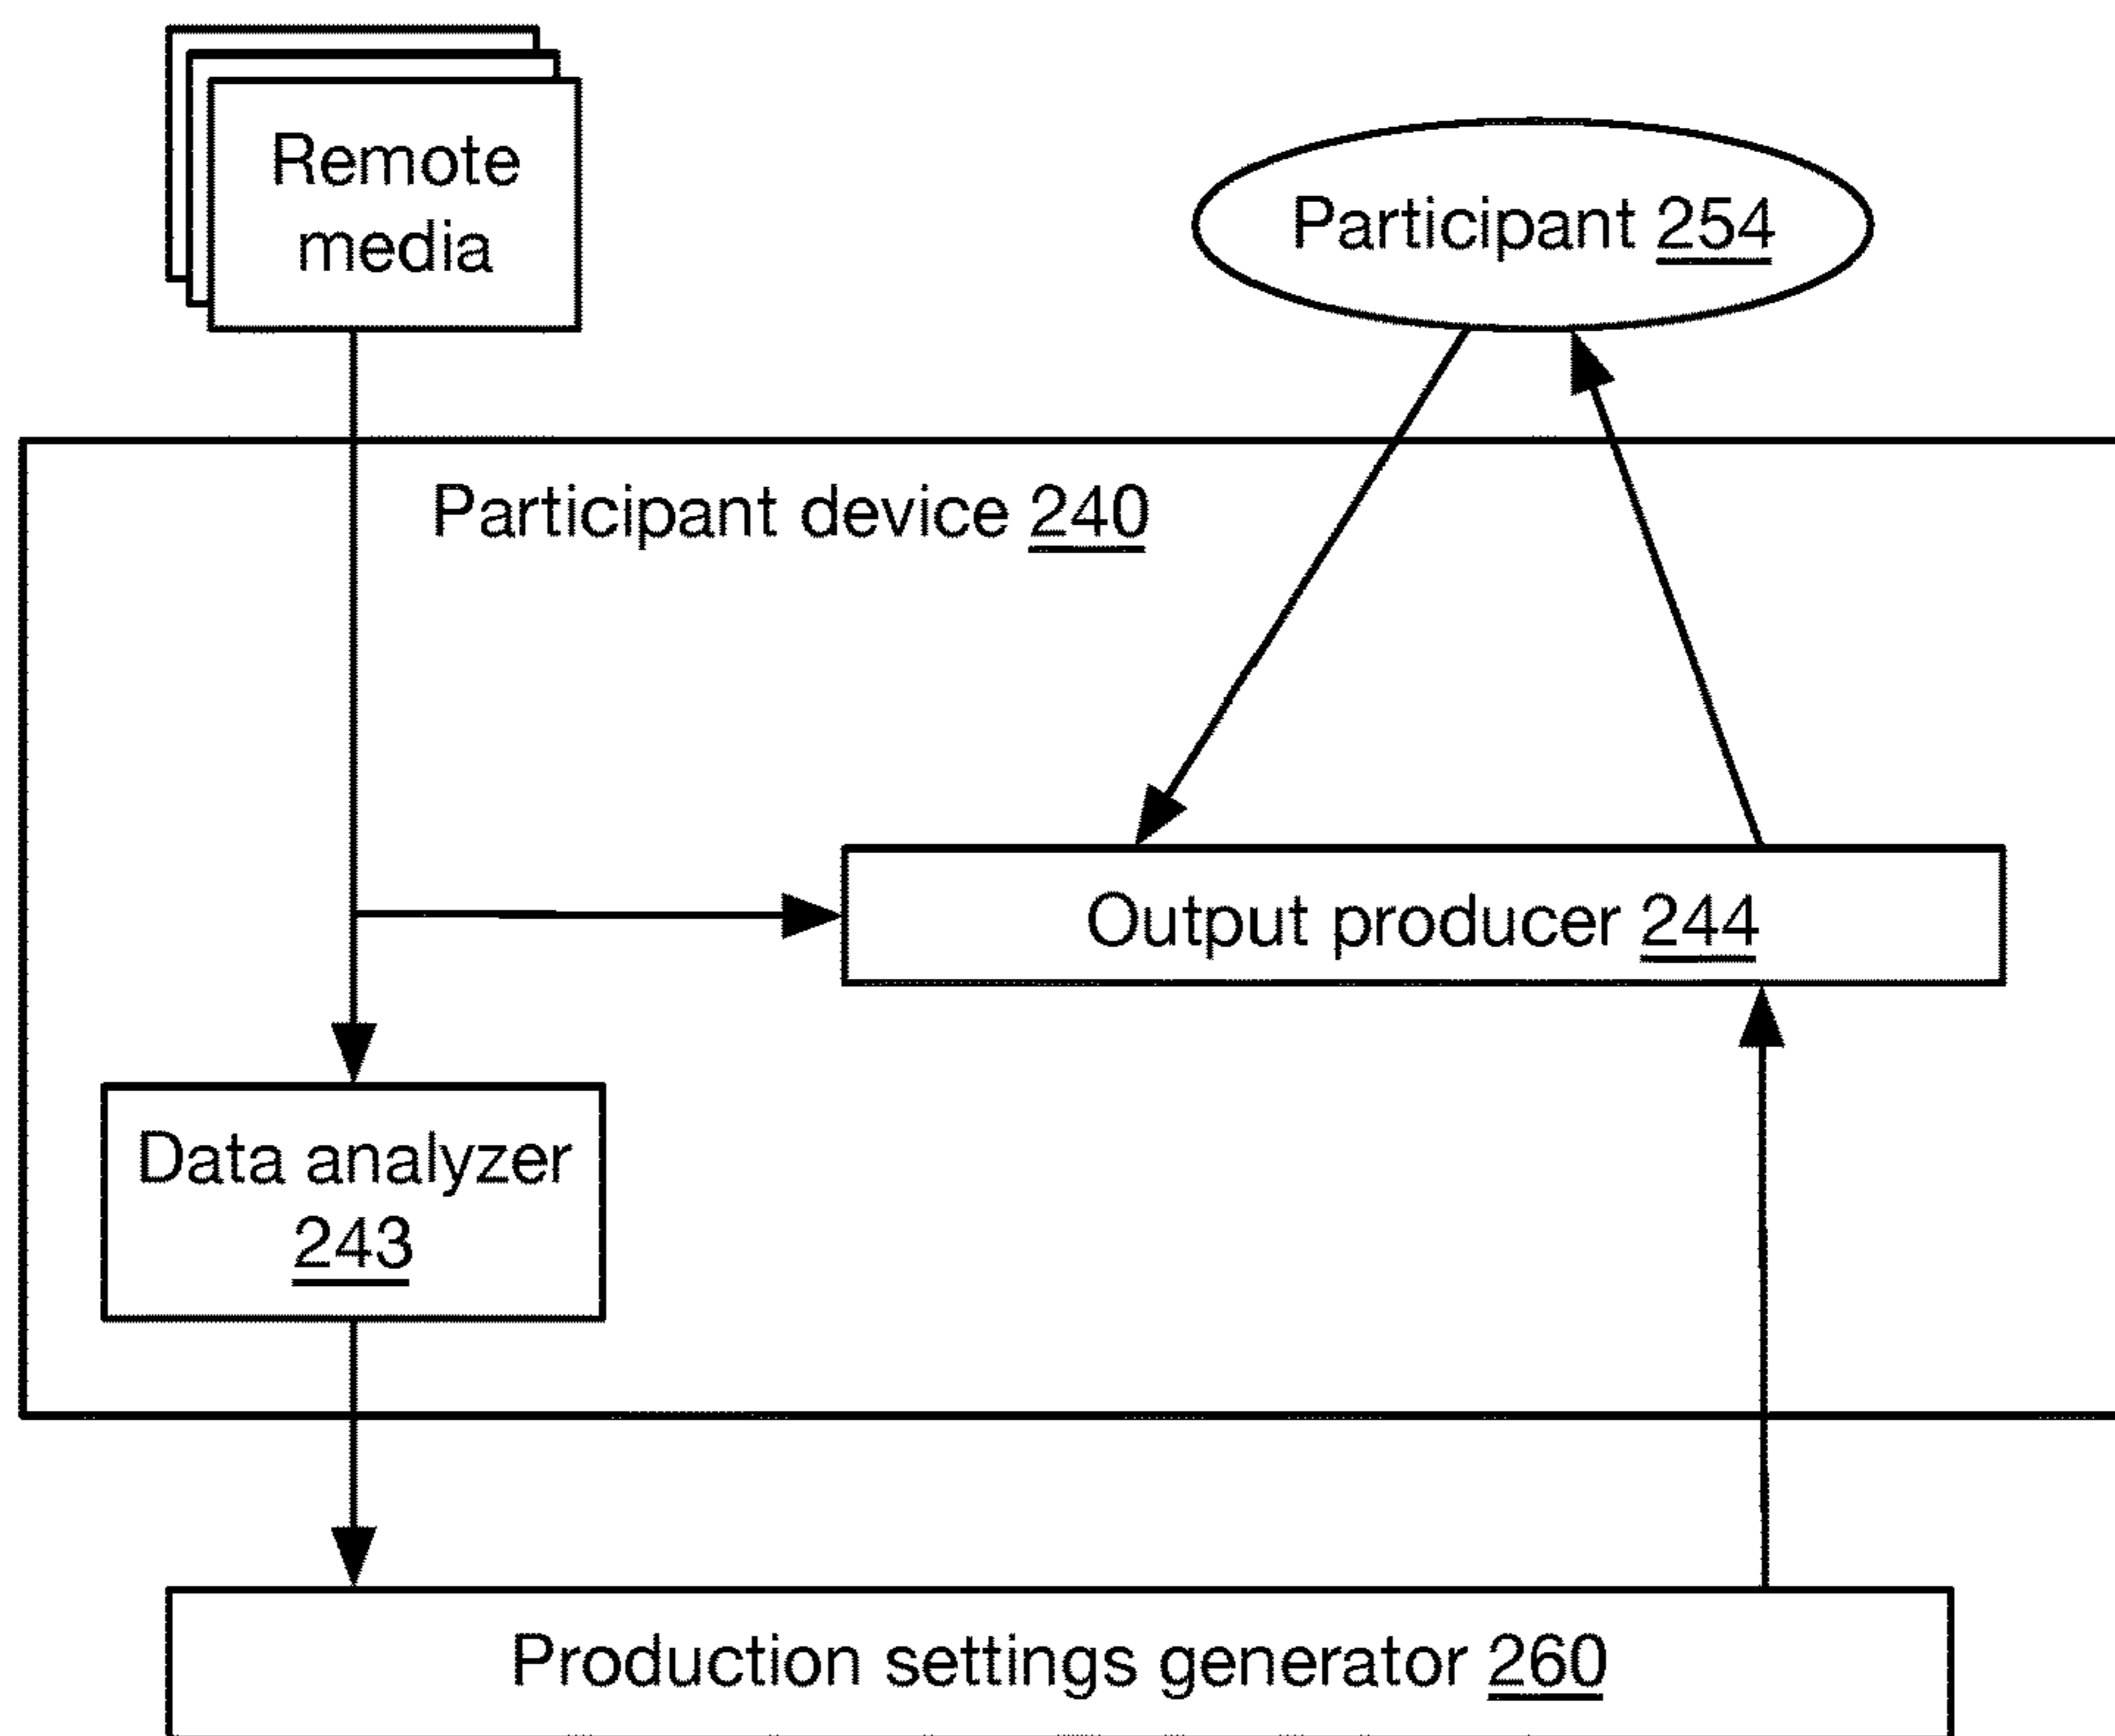 Remote
media
Participant 254
Participant device 240
Output producer 244
Data analyzer
243
Production settings generator 260